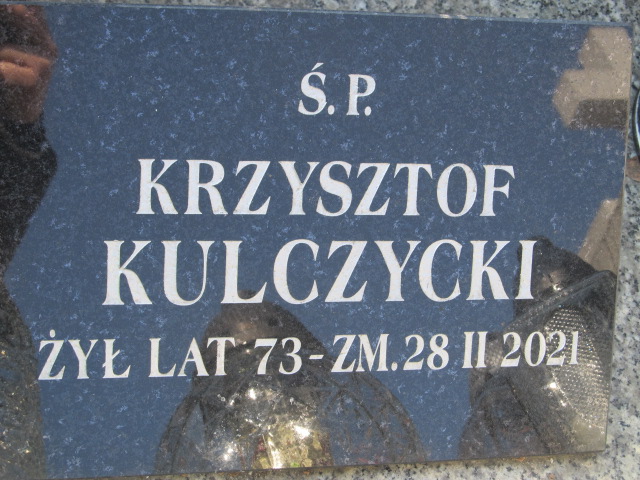 Ś.P.
KRZYSZTOF
KULCZYCKI
ŻYŁ LAT 73 - ZM. 28 II 2021